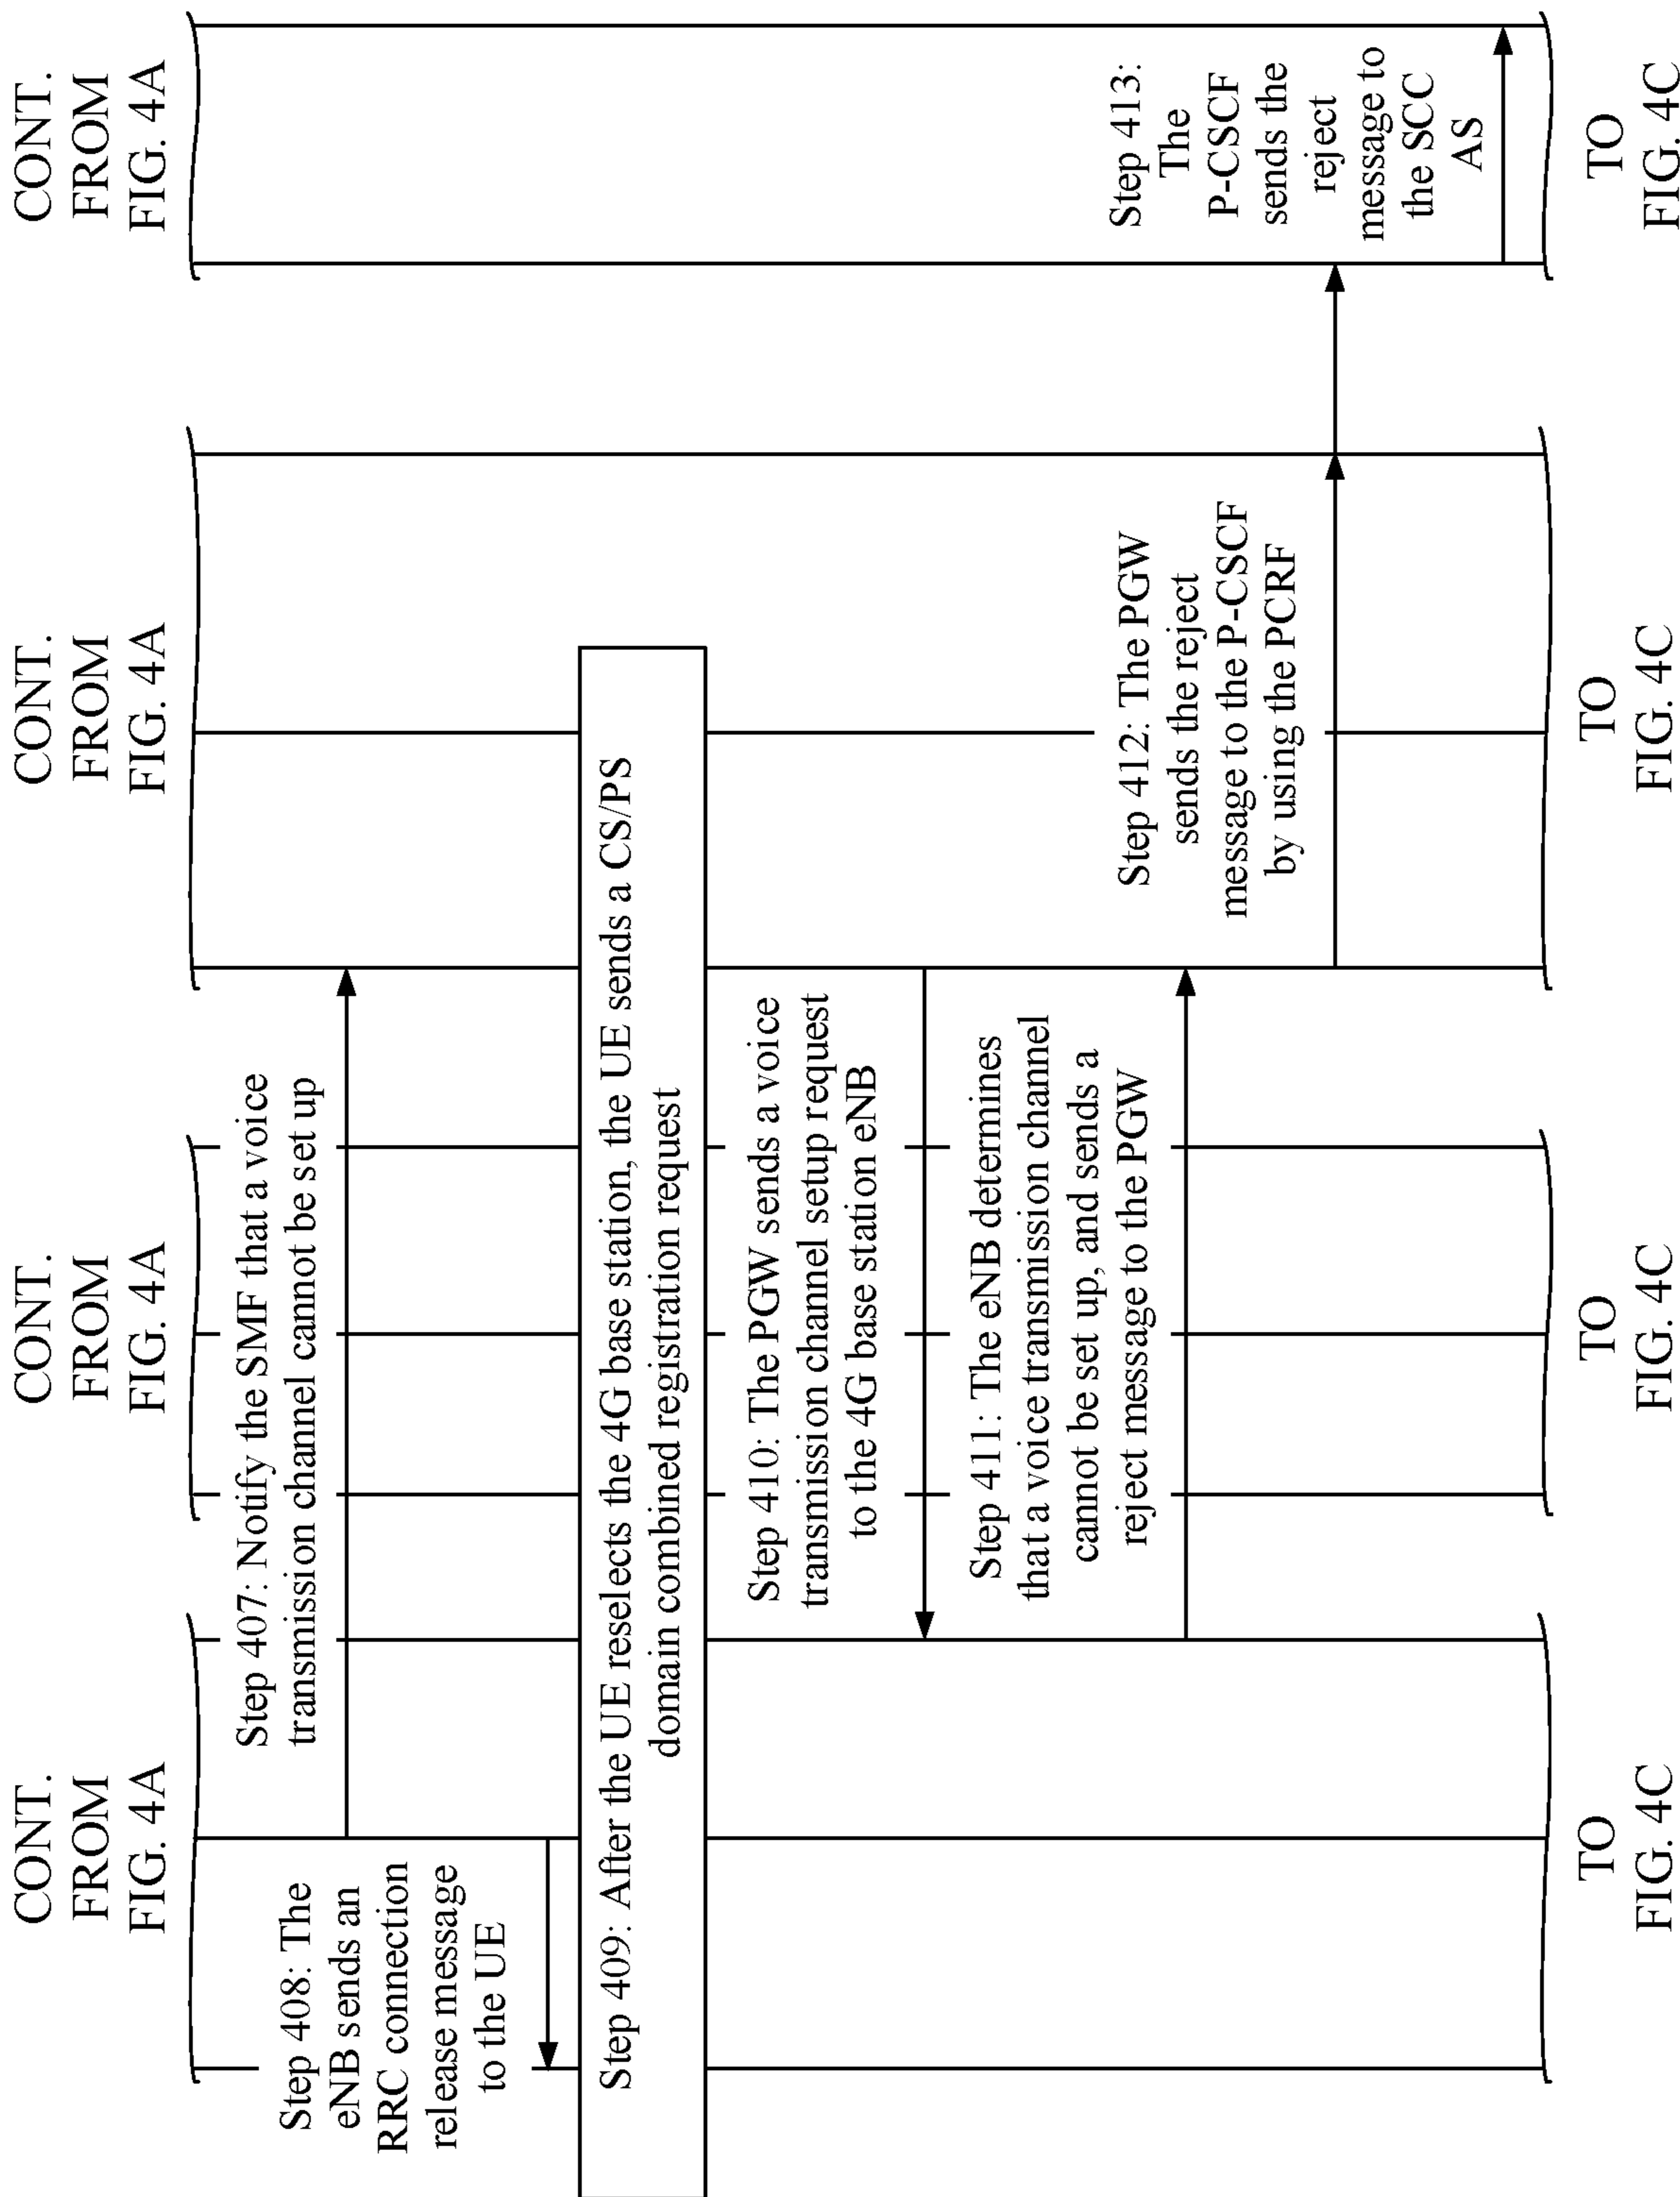 CONT.
FROM
FIG. 4A
CONT.
FROM
FIG. 4A
CONT.
FROM
FIG. 4A
CONT.
FROM
FIG. 4A
Step 407: Notify the SMF that a voice
transmission channel cannot be set up
Step 408: The
eNB sends an
RRC connection
release message
to the UE
Step 409: After the UE reselects the 4G base station, the UE sends a CS/PS
domain combined registration request
Step 410: The PGW sends a voice
transmission channel setup request
to the 4G base station eNB
Step 411: The eNB determines
that a voice transmission channel
cannot be set up, and sends a
reject message to the PGW
Step 412: The PGW
sends the reject
message to the P-CSCF
by using the PCRF
Step 413:
The
P-CSCF
sends the
reject
message to
the SCC
AS
TO
FIG. 4C
TO
FIG. 4C
TO
FIG. 4C
TO
FIG. 4C